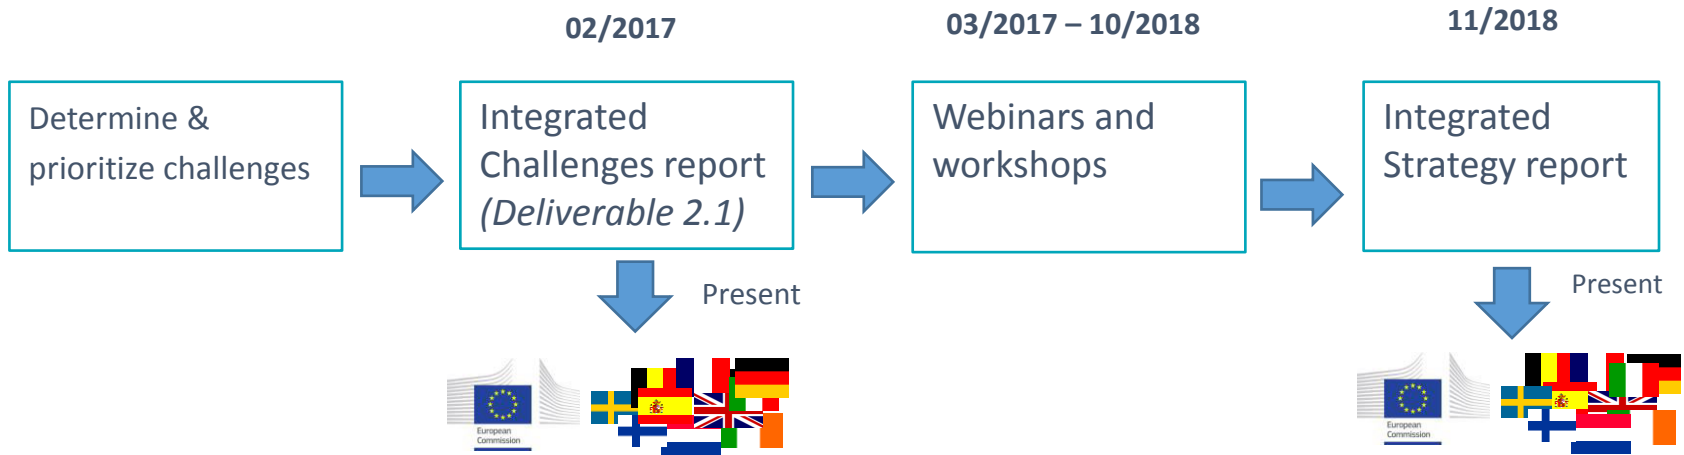 02/2017
03/2017 – 10/2018
11/2018
Determine &
prioritize challenges
Integrated
Challenges report
(Deliverable 2.1)
Webinars and
workshops
Integrated
Strategy report
Present
Present
European
Commission
European
Commission